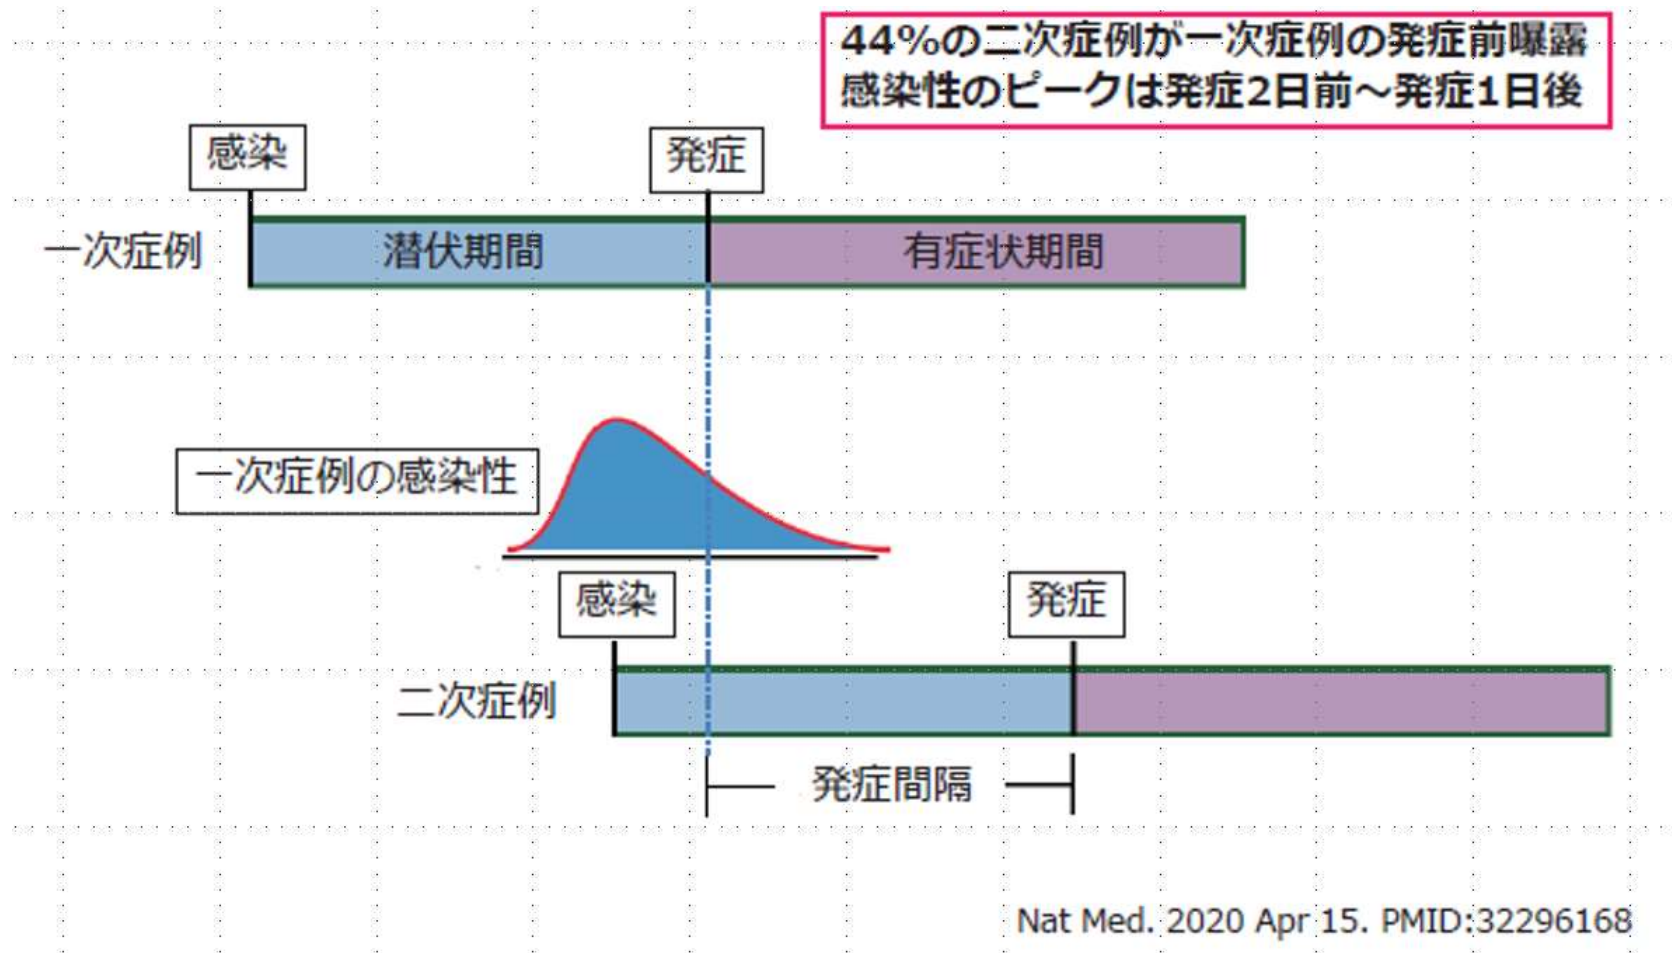 44%の二次症例が一次症例の発症前曝露
感染性のピークは発症2日前～発症1日後
感染
発症
一次症例
潜伏期間
有症状期間
一次症例の感染性
感染
発症
二次症例
発症間隔
Nat Med. 2020 Apr 15. PMID:32296168